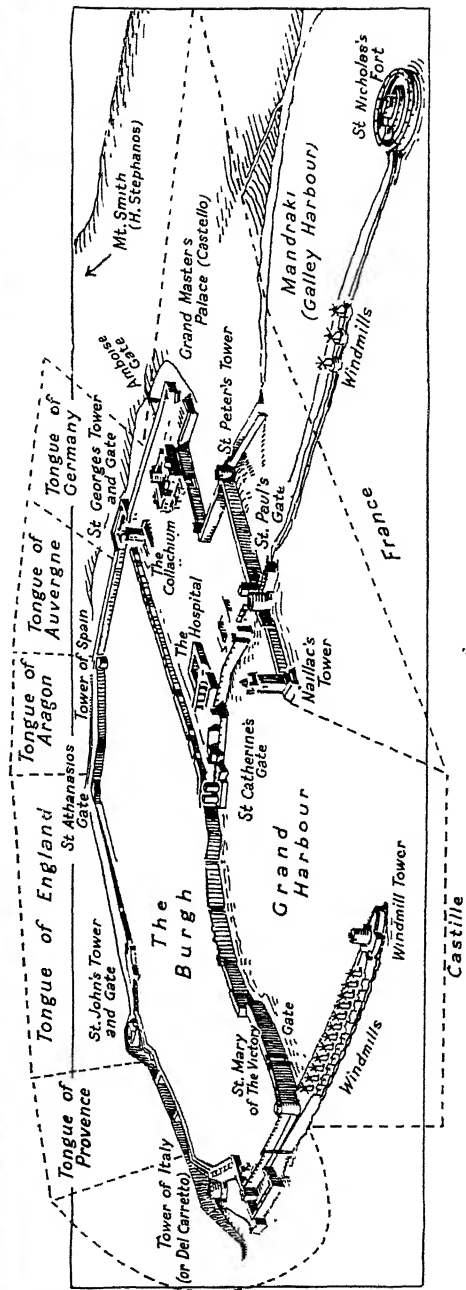 Tongue of
Provence
Tongue of England
Tongue of
Aragon
Tongue of
Auvergne
Tongue of
Germany
Mt. Smith
(H. Stephanos)
St. John's Tower
and Gate
St Athanasios
Gate
Tower of Spain
St Georges Tower
and Gate
Amboise
Gate
Grand Master's
Palace (Castello)
Tower of Italy
(or Del Carretto)
The
Burgh
The
Collachium
The
Hospital
St Peter's Tower
St. Paul's
Gate
Mandraki
(Galley Harbour)
St Nicholas's
Fort
Windmills
St. Mary
of The Victory
Gate
St Catherine's
Gate
Naillac's
Tower
Grand
Harbour
France
Windmills
Windmill Tower
Castille